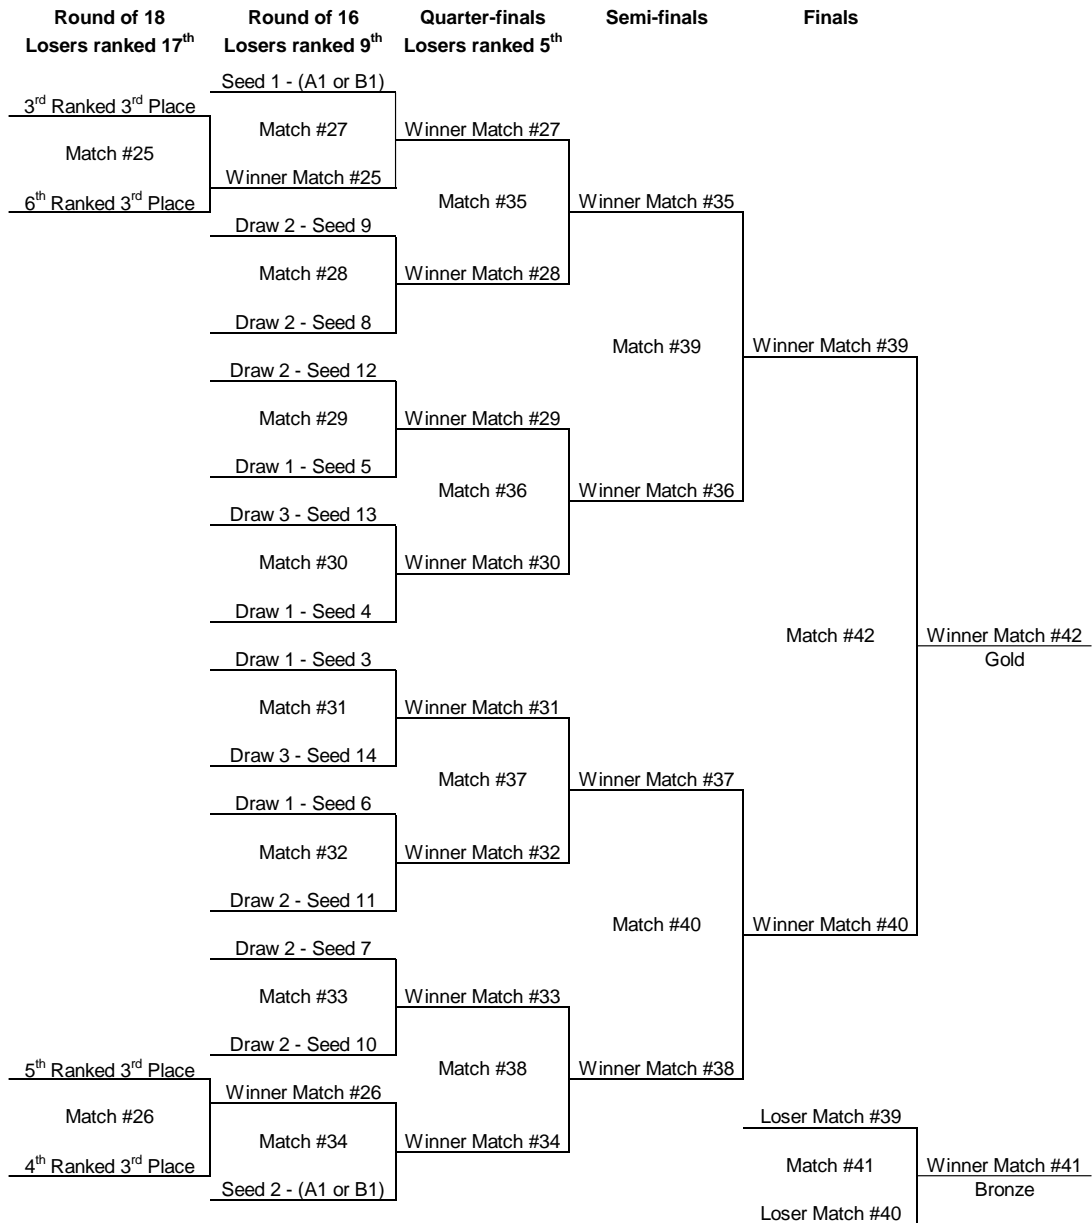 Round of 18 Round of 16 Quarter-finals Semi-finals Finals
Losers ranked 17th Losers ranked 9th Losers ranked 5th
Seed 1 - (A1 or B1)
3rd Ranked 3rd Place
Match #27 Winner Match #27
Match #25
Winner Match #25
6th Ranked 3rd Place Match #35 Winner Match #35
Draw 2 - Seed 9
Match #28 Winner Match #28
Draw 2 - Seed 8
Match #39 Winner Match #39
Draw 2 - Seed 12
Match #29 Winner Match #29
Draw 1 - Seed 5
Match #36 Winner Match #36
Draw 3 - Seed 13
Match #30 Winner Match #30
Draw 1 - Seed 4
Match #42 Winner Match #42
Draw 1 - Seed 3 Gold
Match #31 Winner Match #31
Draw 3 - Seed 14
Match #37 Winner Match #37
Draw 1 - Seed 6
Match #32 Winner Match #32
Draw 2 - Seed 11
Match #40 Winner Match #40
Draw 2 - Seed 7
Match #33 Winner Match #33
Draw 2 - Seed 10
5th Ranked 3rd Place Match #38 Winner Match #38
Winner Match #26
Match #26 Loser Match #39
Match #34 Winner Match #34
4th Ranked 3rd Place Match #41 Winner Match #41
Seed 2 - (A1 or B1) Bronze
Loser Match #40